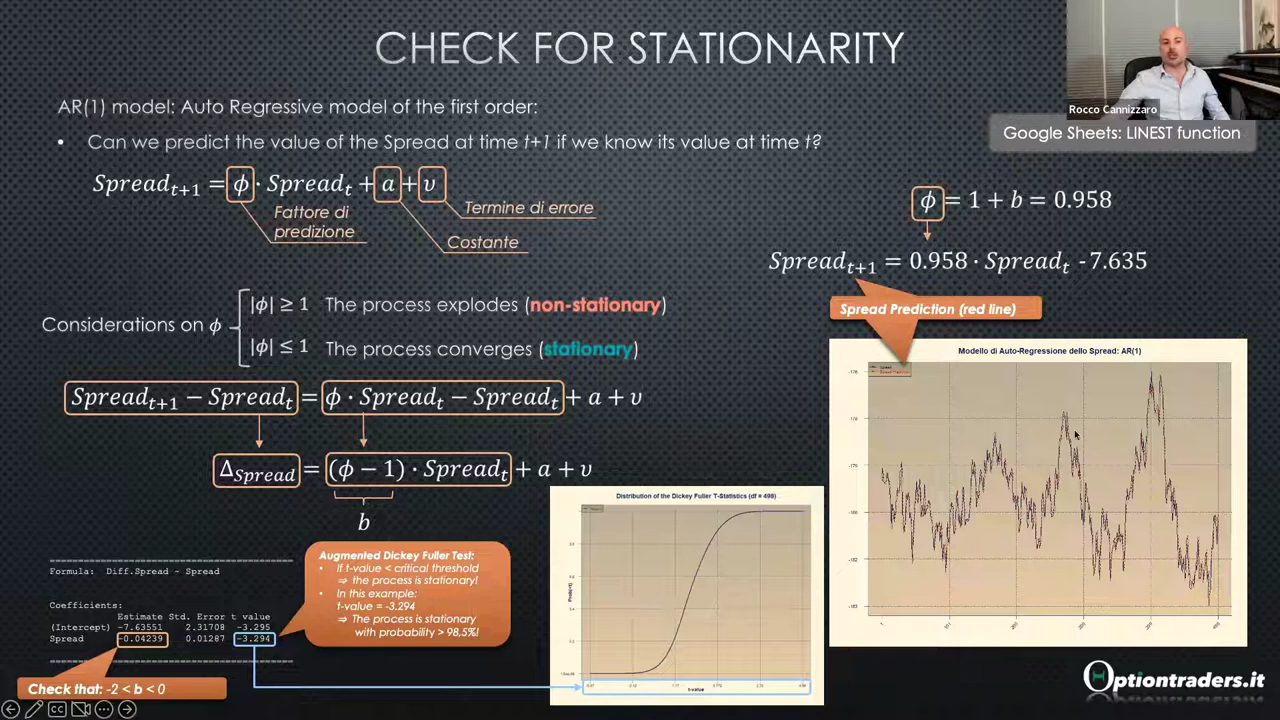 CHECK FOR STATIONARITY
Rocco Cannizzaro
AR(1) model: Auto Regressive model of the first order:
• Can we predict the value of the Spread at time t+1 if we know its value at time t?
Google Sheets: LINEST function
Spread_{t+1} = ϕ · Spread_t + a + υ
Fattore di
predizione
Termine di errore
Costante
ϕ = 1 + b = 0.958
Spread_{t+1} = 0.958 · Spread_t - 7.635
Spread Prediction (red line)
Considerations on ϕ
|ϕ| ≥ 1 The process explodes (non-stationary)
|ϕ| ≤ 1 The process converges (stationary)
Spread_{t+1} − Spread_t = ϕ · Spread_t − Spread_t + a + υ
Δ_{Spread} = (ϕ − 1) · Spread_t + a + υ
b
Modello di Auto-Regressione dello Spread: AR(1)
Distribution of the Dickey Fuller T-Statistics (df = 498)
t-value
Augmented Dickey Fuller Test:
• If t-value < critical threshold
⇒ the process is stationary!
• In this example:
t-value = -3.294
⇒ The process is stationary
with probability > 98,5%!
Formula: Diff.Spread ~ Spread
Coefficients:
Estimate Std. Error t value
(Intercept) -7.63551 2.31708 -3.295
Spread -0.04239 0.01287 -3.294
Check that: -2 < b < 0
CC
Optiontraders.it